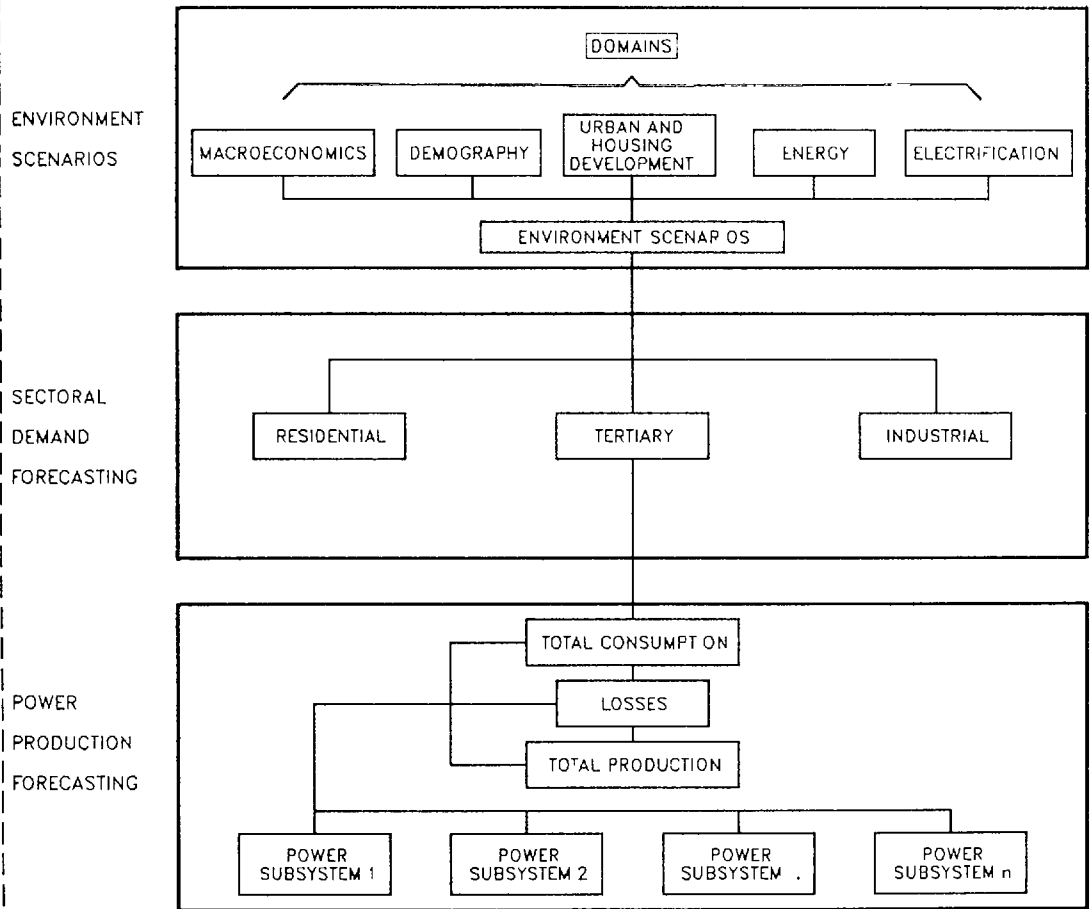 DOMAINS
ENVIRONMENT
SCENARIOS
MACROECONOMICS
DEMOGRAPHY
URBAN AND
HOUSING
DEVELOPMENT
ENERGY
ELECTRIFICATION
ENVIRONMENT SCENAR OS
SECTORAL
DEMAND
FORECASTING
RESIDENTIAL
TERTIARY
INDUSTRIAL
POWER
PRODUCTION
FORECASTING
TOTAL CONSUMPT ON
LOSSES
TOTAL PRODUCTION
POWER
SUBSYSTEM 1
POWER
SUBSYSTEM 2
POWER
SUBSYSTEM .
POWER
SUBSYSTEM n